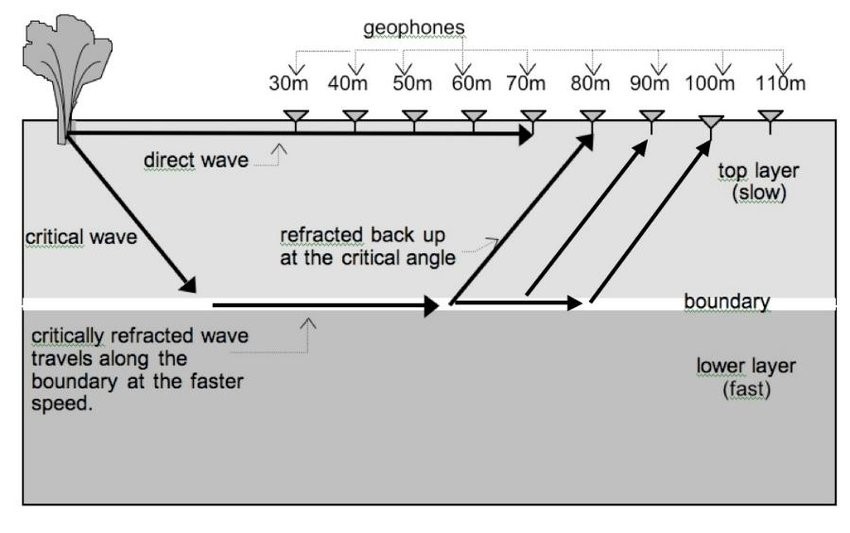 geophones
30m 40m 50m 60m 70m 80m 90m 100m 110m
direct wave
top layer
(slow)
critical wave
refracted back up
at the critical angle
boundary
critically refracted wave
travels along the
boundary at the faster
speed.
lower layer
(fast)